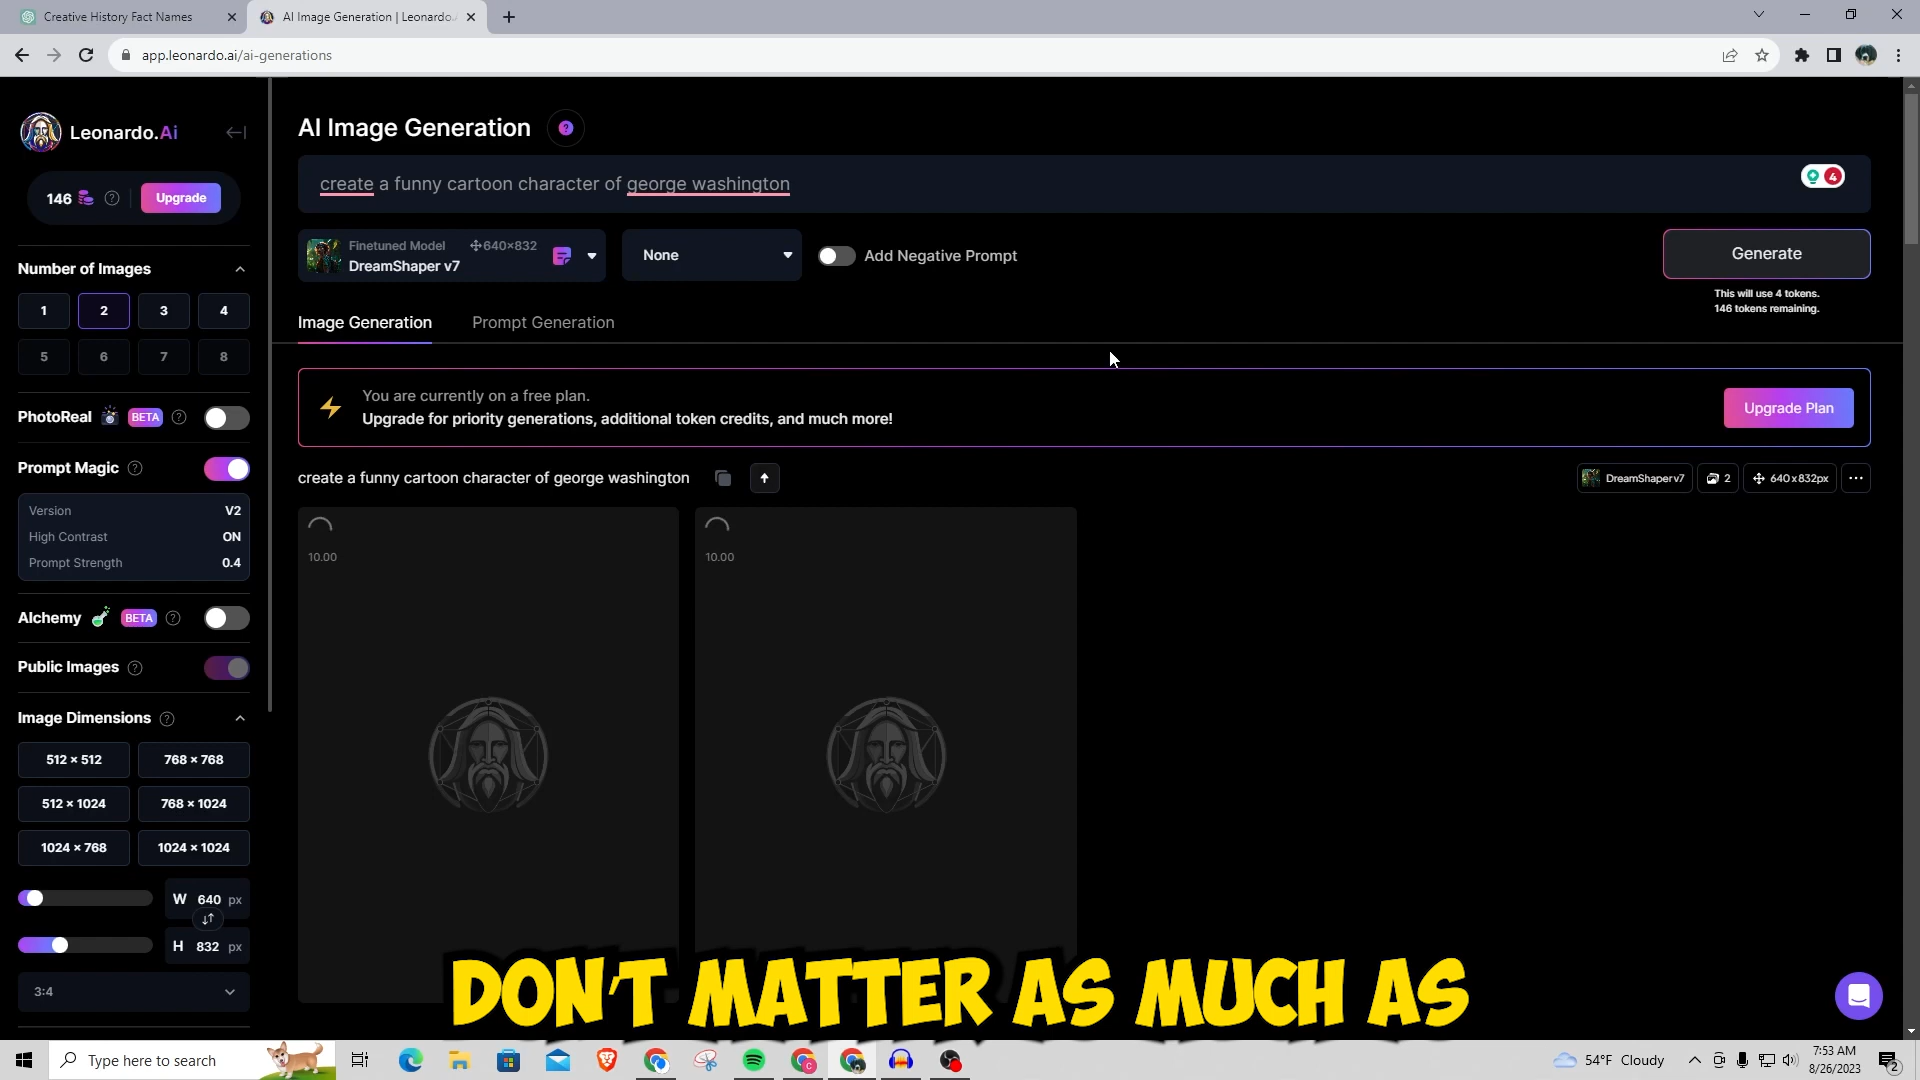 Creative History Fact Names
AI Image Generation | Leonardo.
app.leonardo.ai/ai-generations
Leonardo.Ai
146
Upgrade
AI Image Generation
create a funny cartoon character of george washington
4
Finetuned Model
640×832
DreamShaper v7
None
Add Negative Prompt
Generate
This will use 4 tokens.
146 tokens remaining.
Number of Images
1 2 3 4
5 6 7 8
Image Generation
Prompt Generation
You are currently on a free plan.
Upgrade for priority generations, additional token credits, and much more!
Upgrade Plan
PhotoReal BETA
Prompt Magic
Version V2
High Contrast ON
Prompt Strength 0.4
Alchemy BETA
Public Images
Image Dimensions
512 × 512 768 × 768
512 × 1024 768 × 1024
1024 × 768 1024 × 1024
W 640 px
H 832 px
3:4
create a funny cartoon character of george washington
DreamShaper v7
2
640 x 832px
10.00
10.00
DON'T MATTER AS MUCH AS
Type here to search
54°F Cloudy
7:53 AM
8/26/2023
2